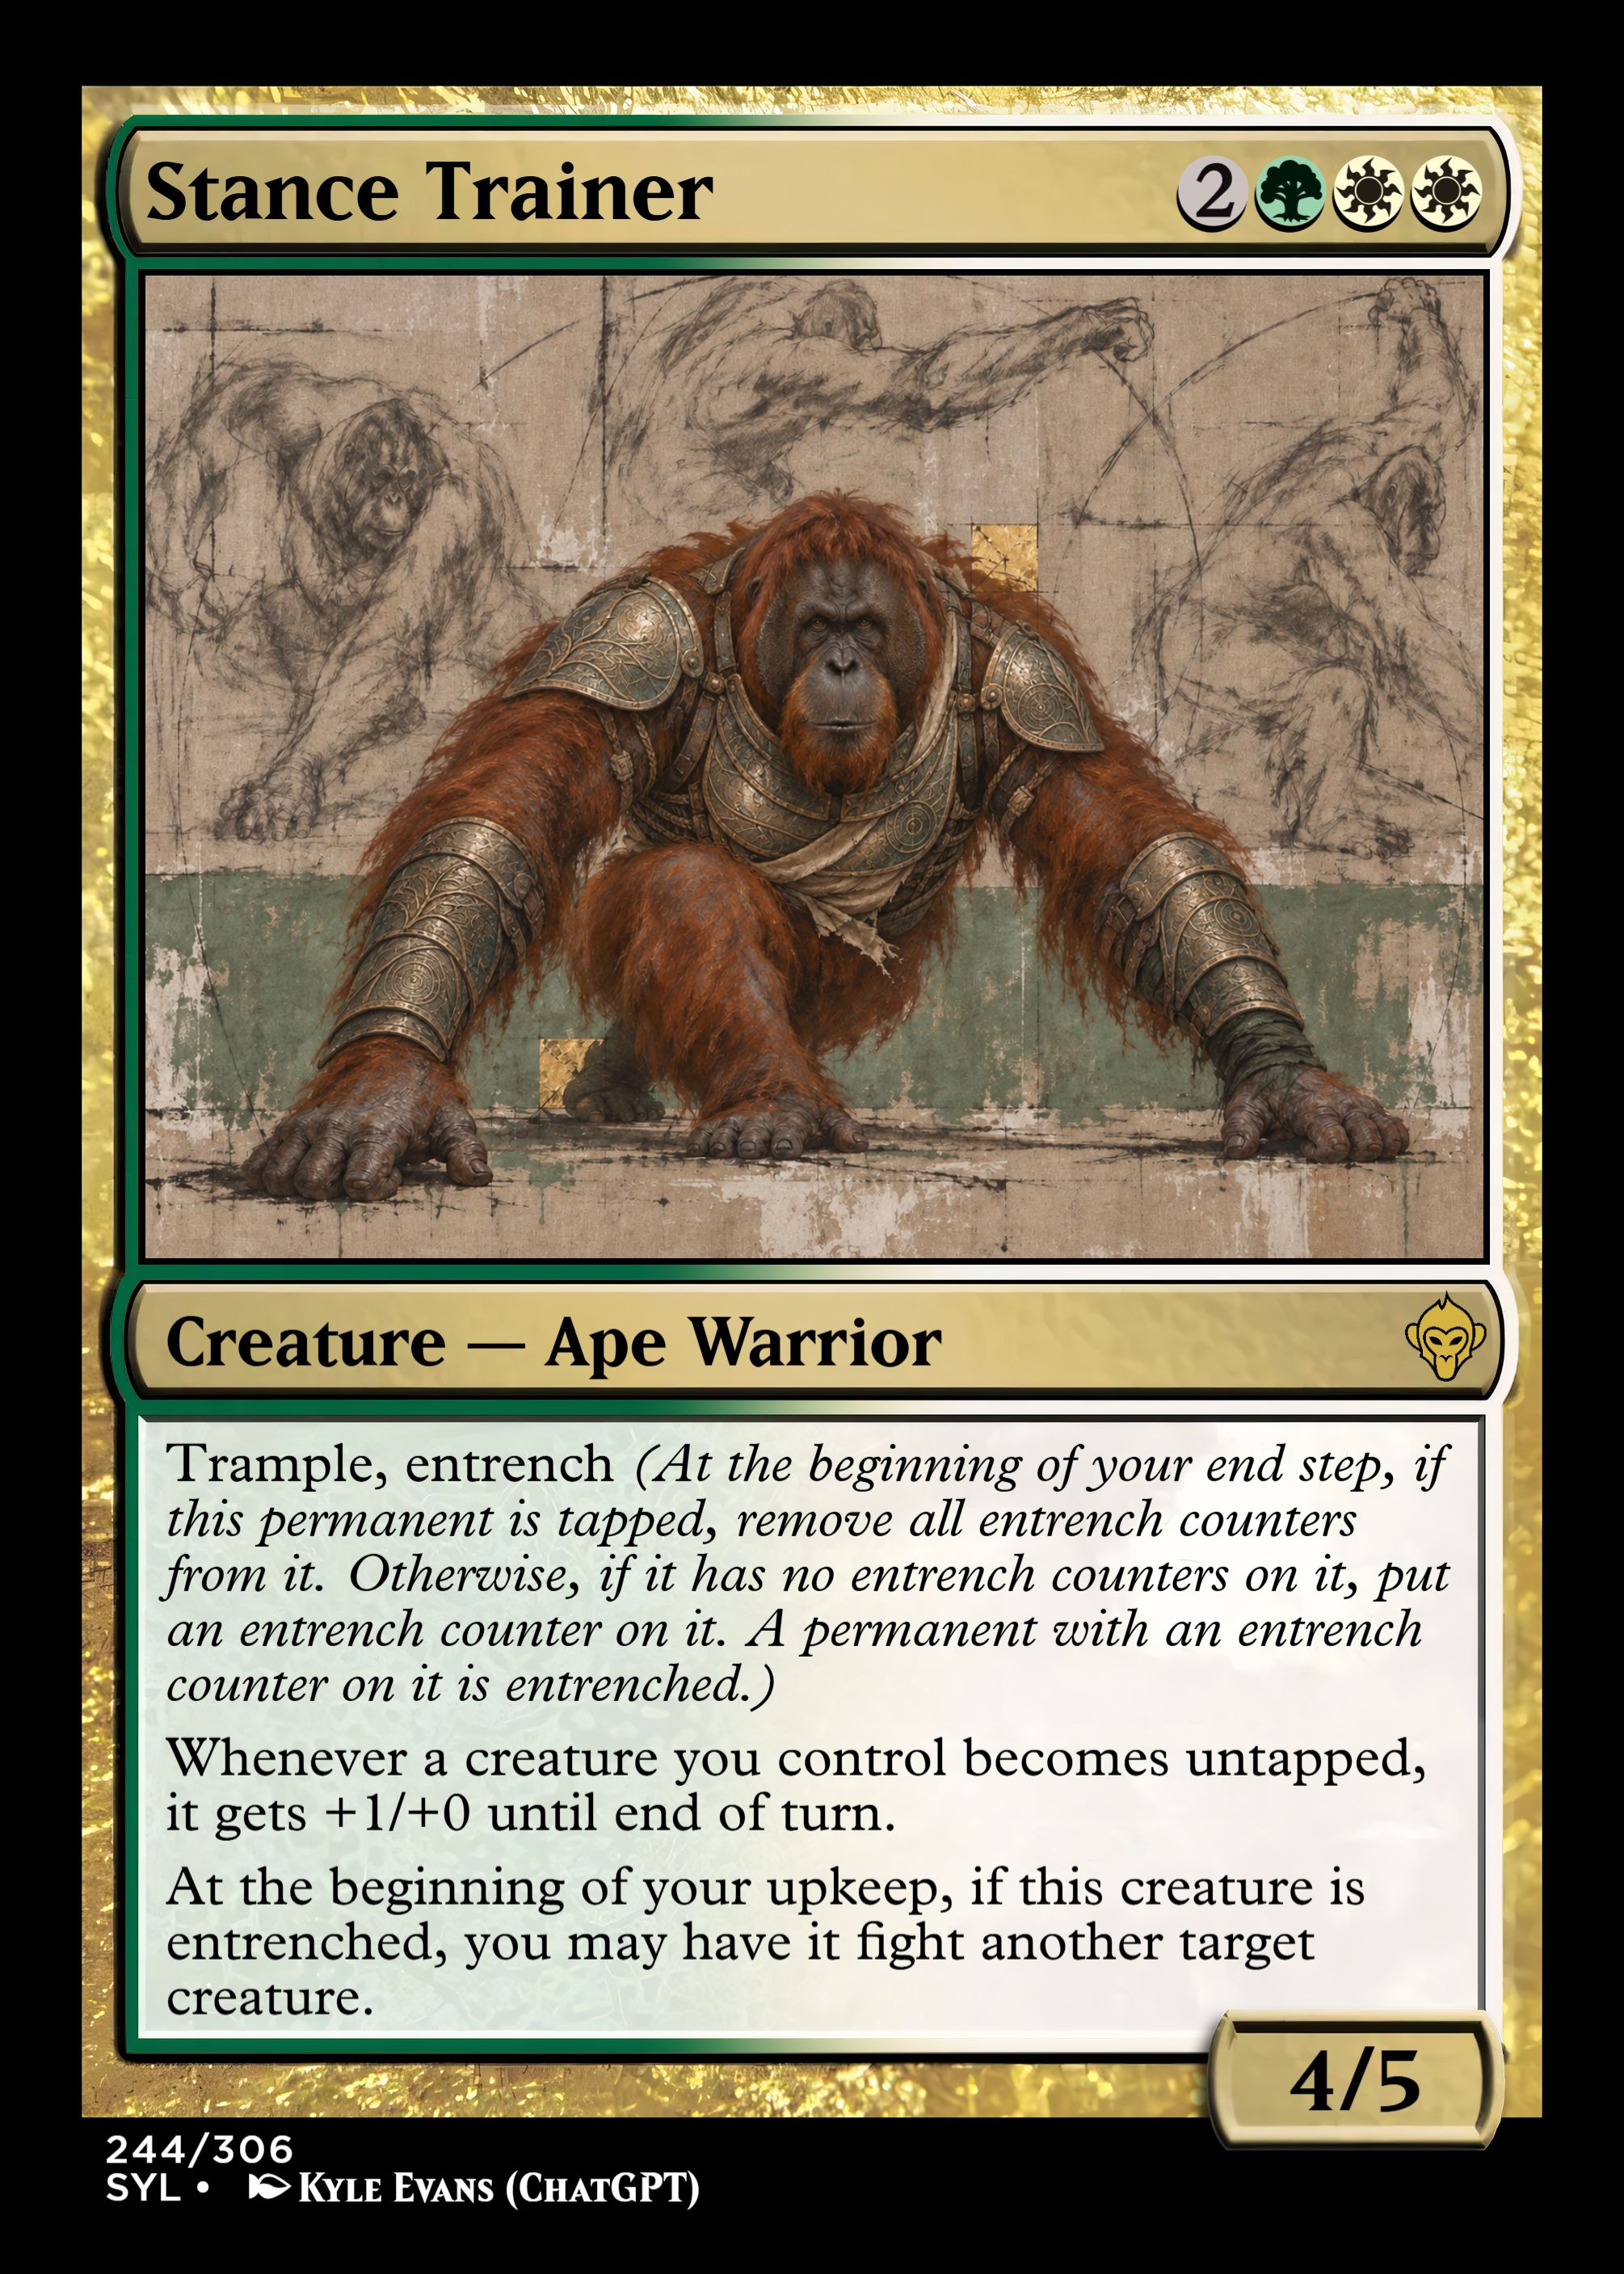 Stance Trainer 2
Creature — Ape Warrior
Trample, entrench (At the beginning of your end step, if
this permanent is tapped, remove all entrench counters
from it. Otherwise, if it has no entrench counters on it, put
an entrench counter on it. A permanent with an entrench
counter on it is entrenched.)
Whenever a creature you control becomes untapped,
it gets +1/+0 until end of turn.
At the beginning of your upkeep, if this creature is
entrenched, you may have it fight another target
creature.
4/5
244/306
SYL • Kyle Evans (ChatGPT)